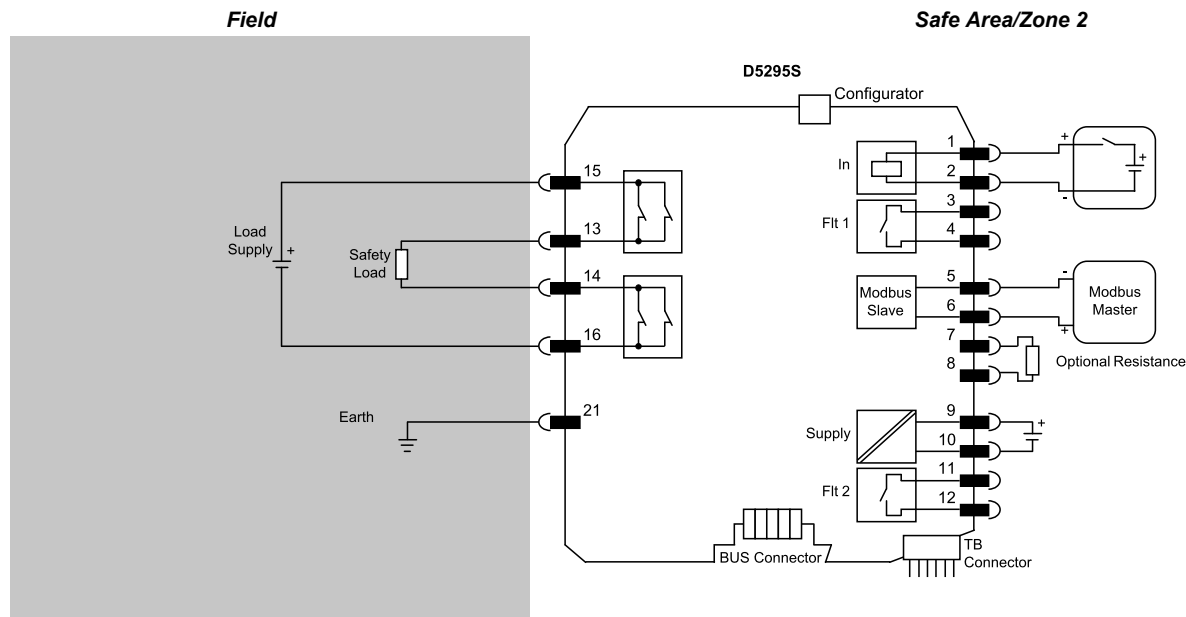 Field
Safe Area/Zone 2
D5295S
Configurator
15
13
14
16
21
Load
Supply
+
Safety
Load
Earth
In
1
2
+
-
+
Flt 1
3
4
Modbus
Slave
5
6
-
+
Modbus
Master
7
8
Optional Resistance
Supply
9
10
+
Flt 2
11
12
BUS Connector
TB
Connector